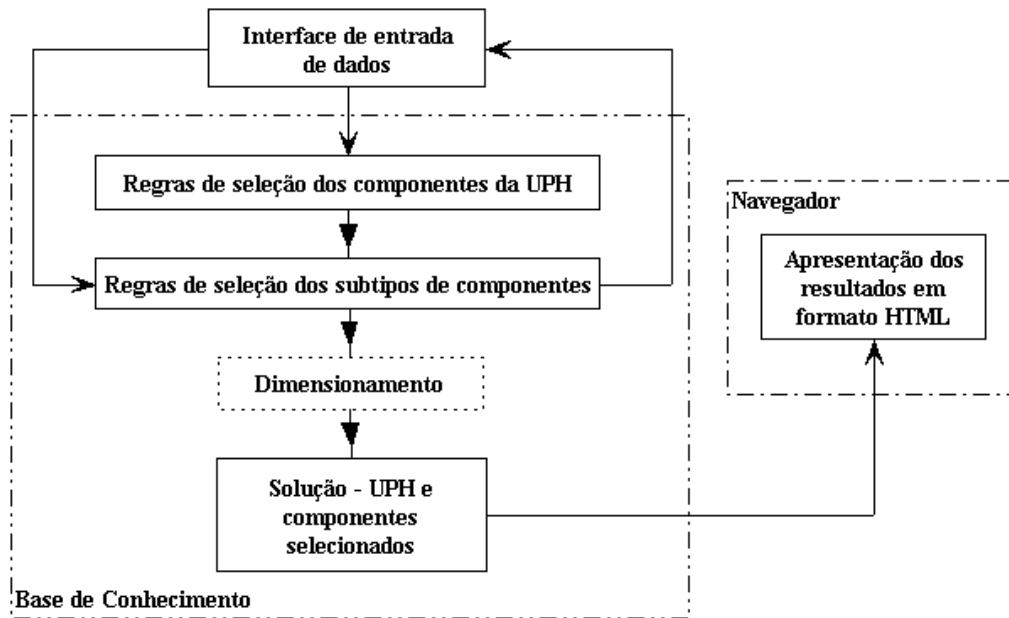 Interface de entrada
de dados
Regras de seleção dos componentes da UPH
Regras de seleção dos subtipos de componentes
Dimensionamento
Solução - UPH e
componentes
selecionados
Base de Conhecimento
Navegador
Apresentação dos
resultados em
formato HTML